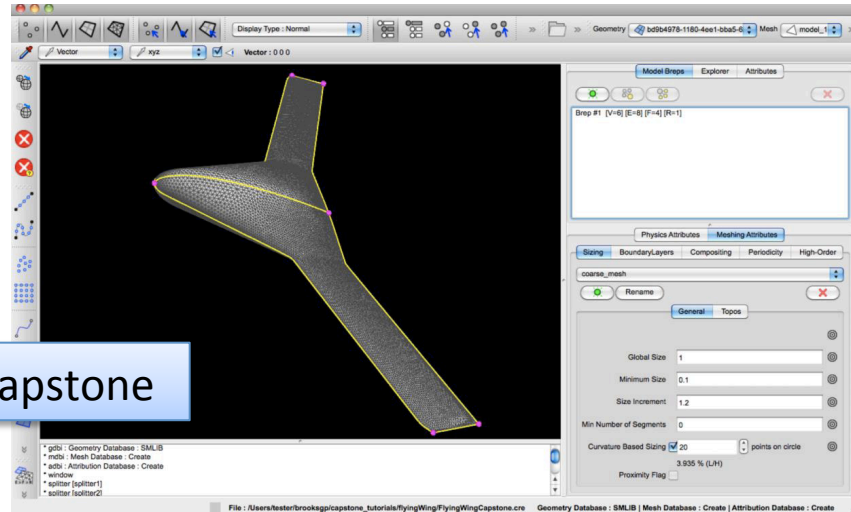 Display Type : Normal
»
» Geometry bd9b4978-1180-4ee1-bba5-6 Mesh model_1
Vector xyz Vector : 0 0 0
Model Breps Explorer Attributes
Brep #1 [V=6] [E=8] [F=4] [R=1]
Physics Attributes Meshing Attributes
Sizing BoundaryLayers Compositing Periodicity High-Order
coarse_mesh
Rename
General Topos
Global Size 1
Minimum Size 0.1
Size Increment 1.2
Min Number of Segments 0
Curvature Based Sizing 20 points on circle
3.935 % (L/H)
Proximity Flag
apstone
* gdbi : Geometry Database : SMLIB
* mdbi : Mesh Database : Create
* adbi : Attribution Database : Create
* window
* splitter [splitter1]
* splitter [splitter2]
File : /Users/tester/brooksgp/capstone_tutorials/flyingWing/FlyingWingCapstone.cre Geometry Database : SMLIB | Mesh Database : Create | Attribution Database : Create